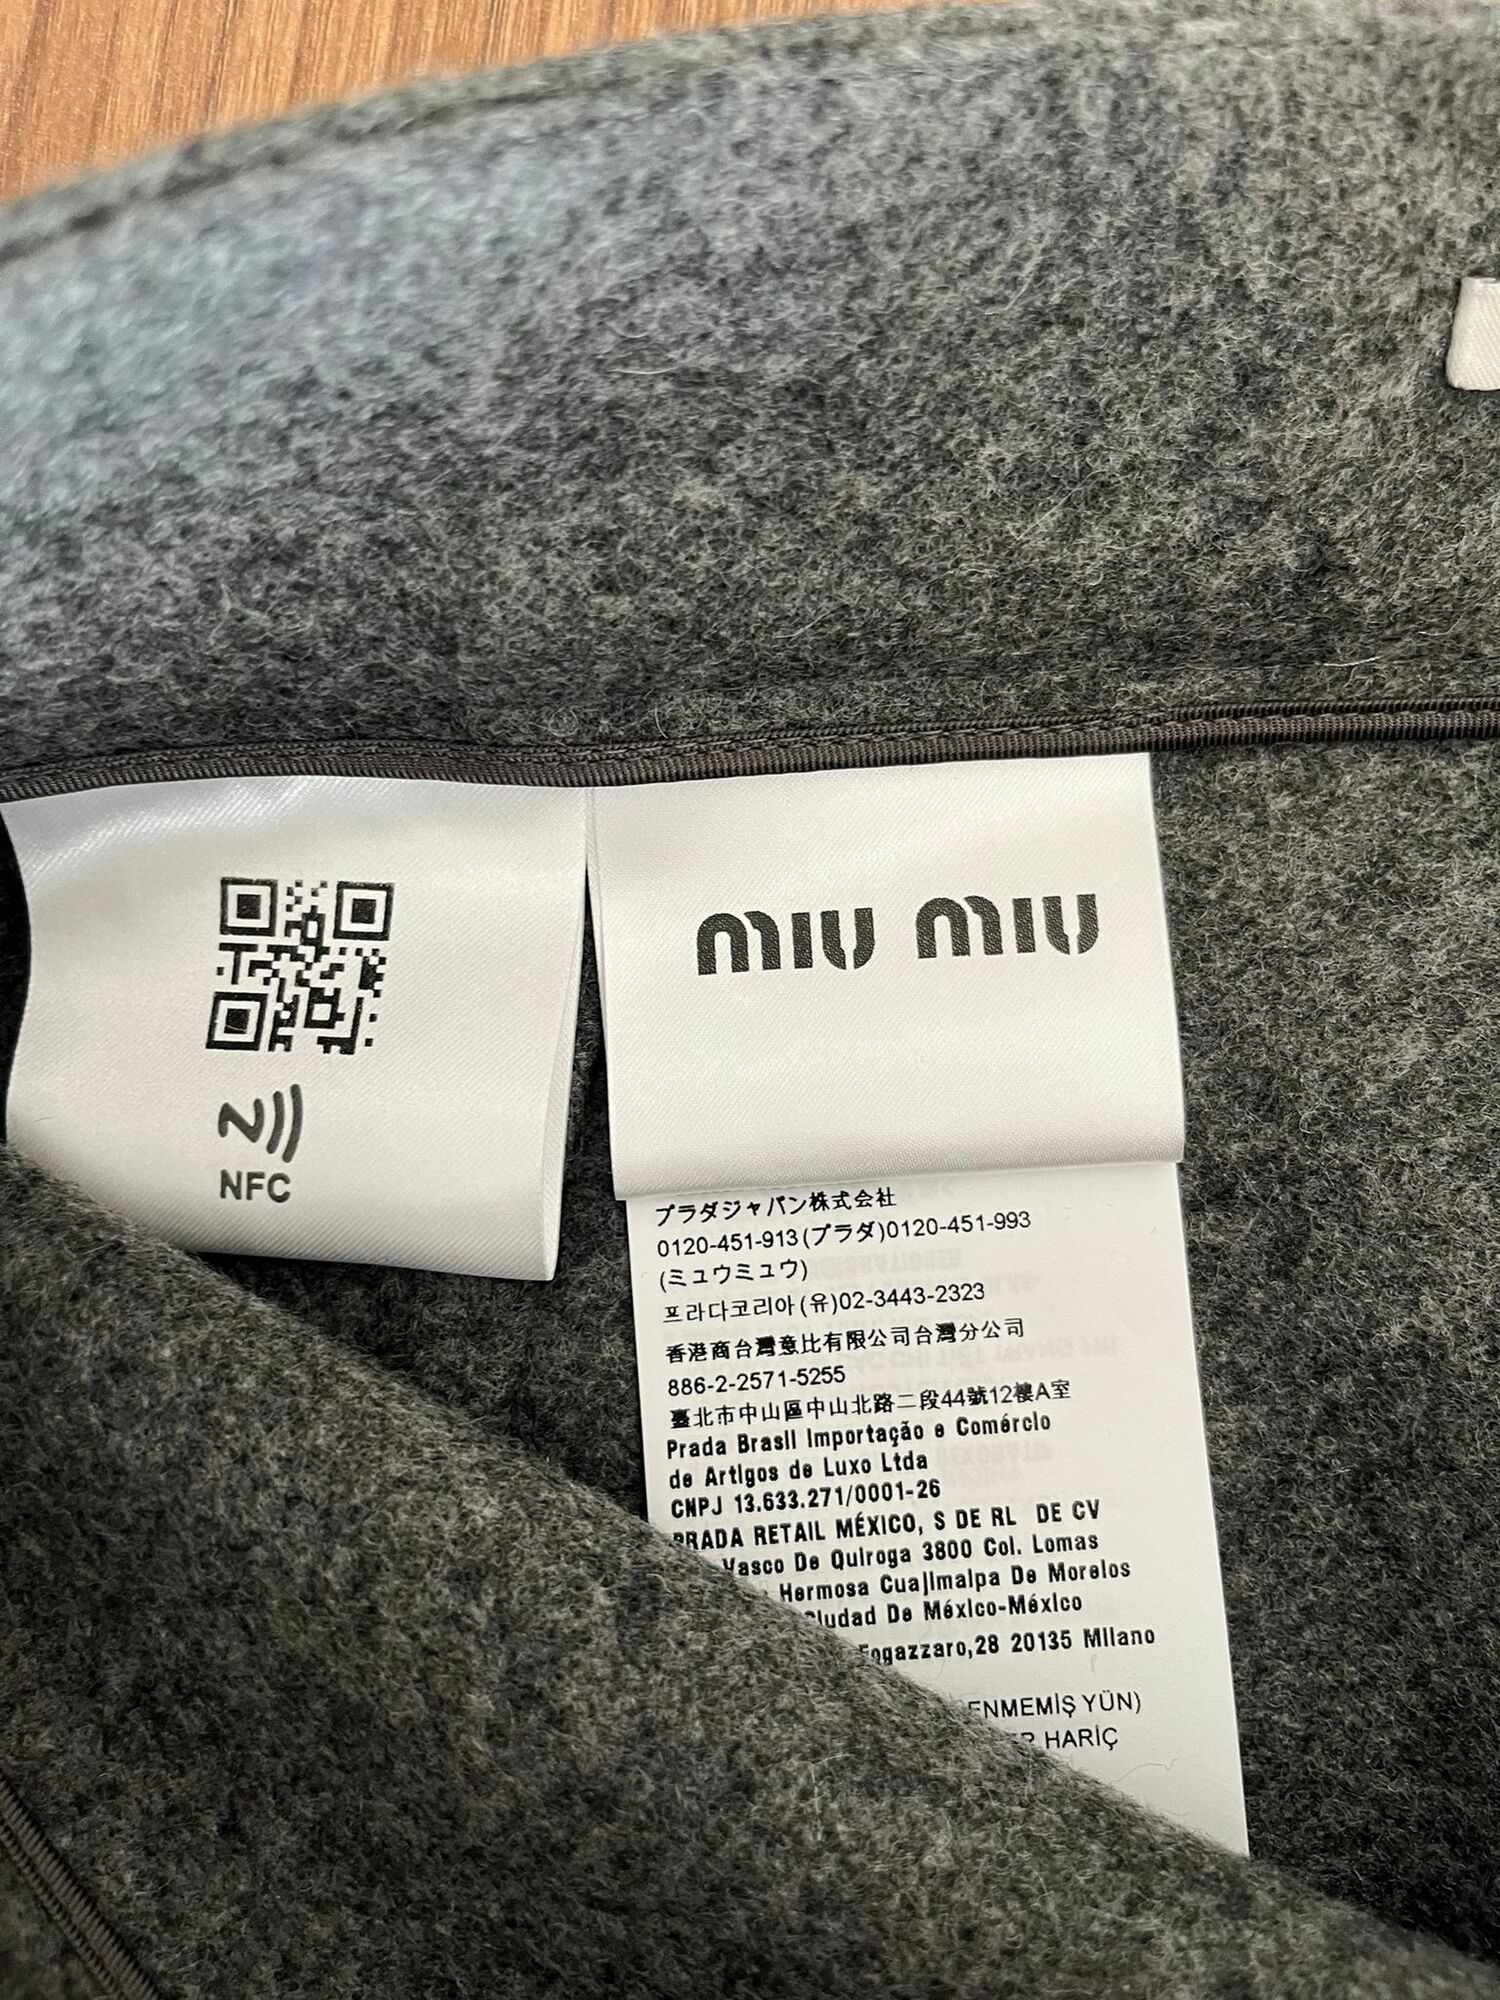 NFC
miu miu
プラダジャパン株式会社
0120-451-913(プラダ)0120-451-993
(ミュウミュウ)
프라다코리아(유)02-3443-2323
香港商台灣意比有限公司台灣分公司
886-2-2571-5255
臺北市中山區中山北路二段44號12樓A室
Prada Brasil Importação e Comércio
de Artigos de Luxo Ltda
CNPJ 13.633.271/0001-26
PRADA RETAIL MÉXICO, S DE RL DE CV
Vasco De Quiroga 3800 Col. Lomas
Hermosa Cuajimalpa De Morelos
Ciudad De México-México
Fogazzaro,28 20135 Milano
ENMEMİŞ YÜN)
HARİÇ